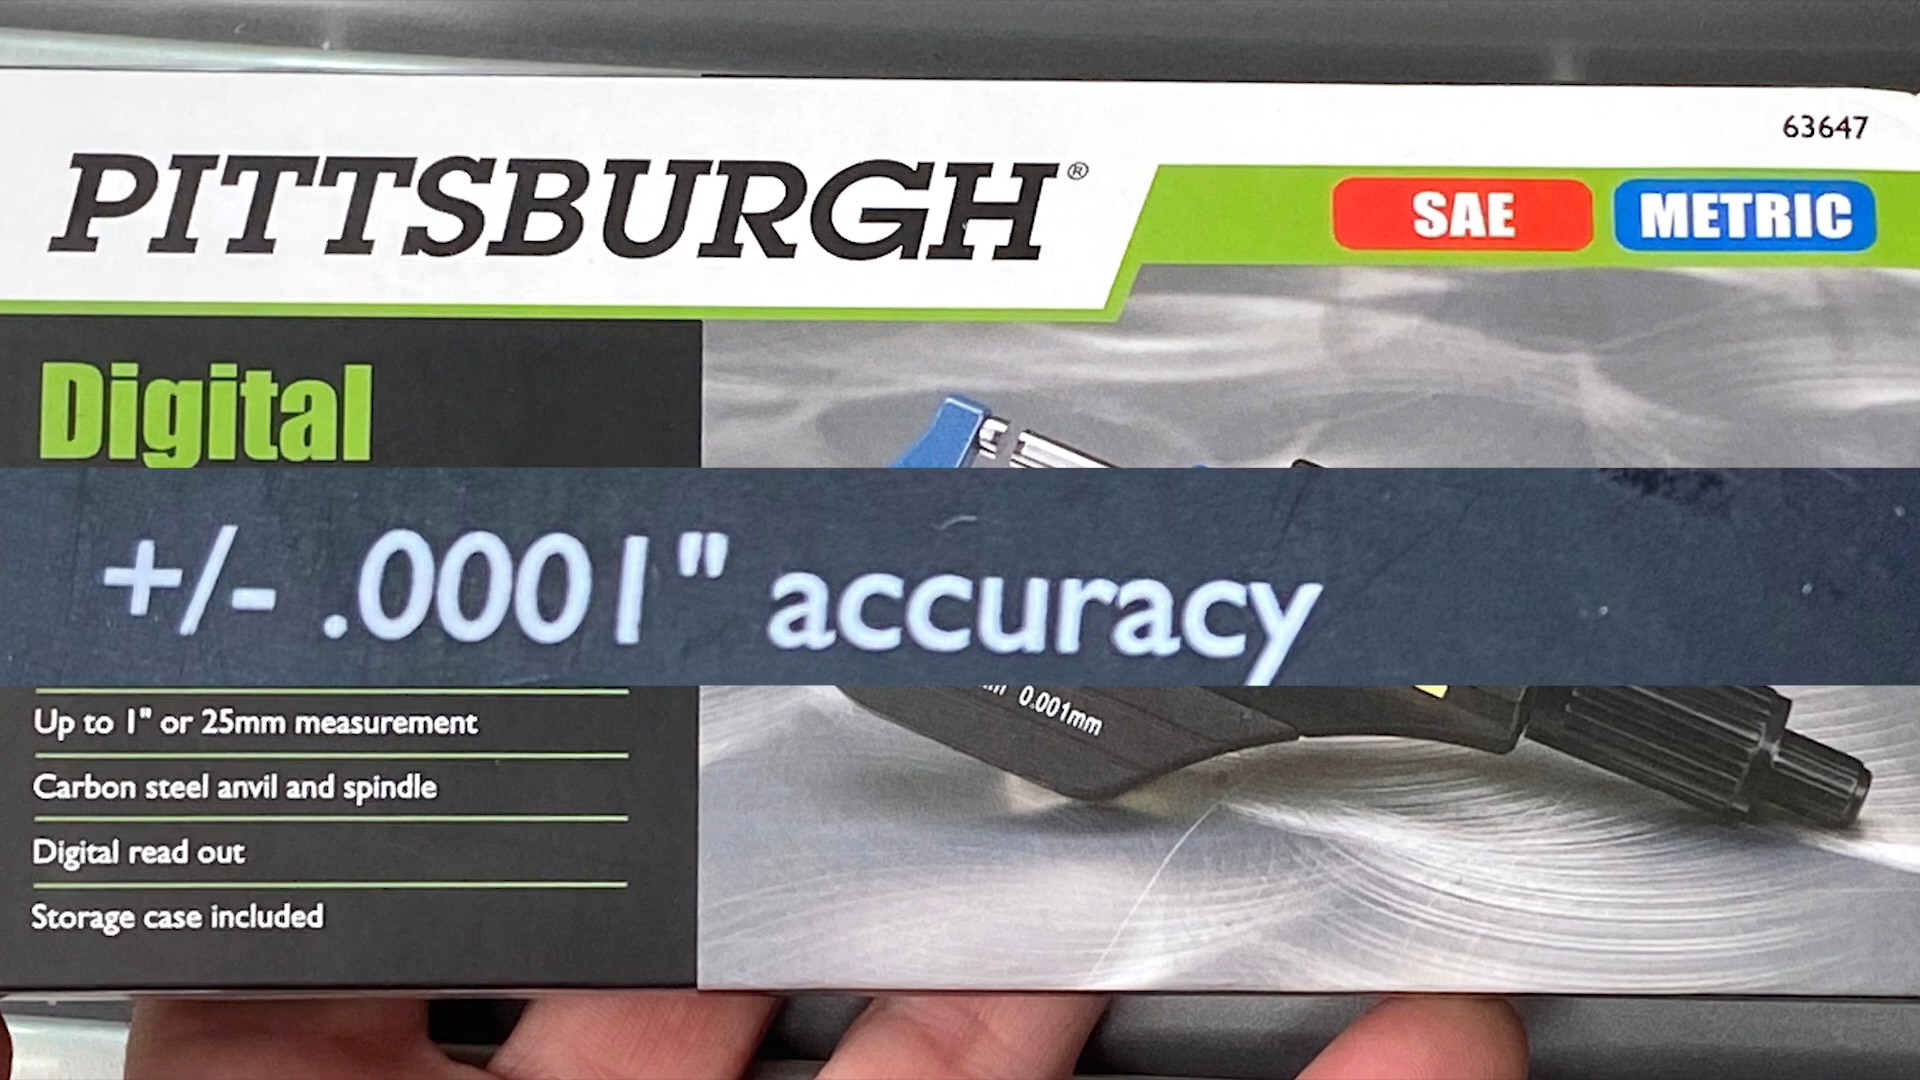 63647
PITTSBURGH®
SAE METRIC
Digital
+/- .0001" accuracy
0.001mm
Up to 1" or 25mm measurement
Carbon steel anvil and spindle
Digital read out
Storage case included